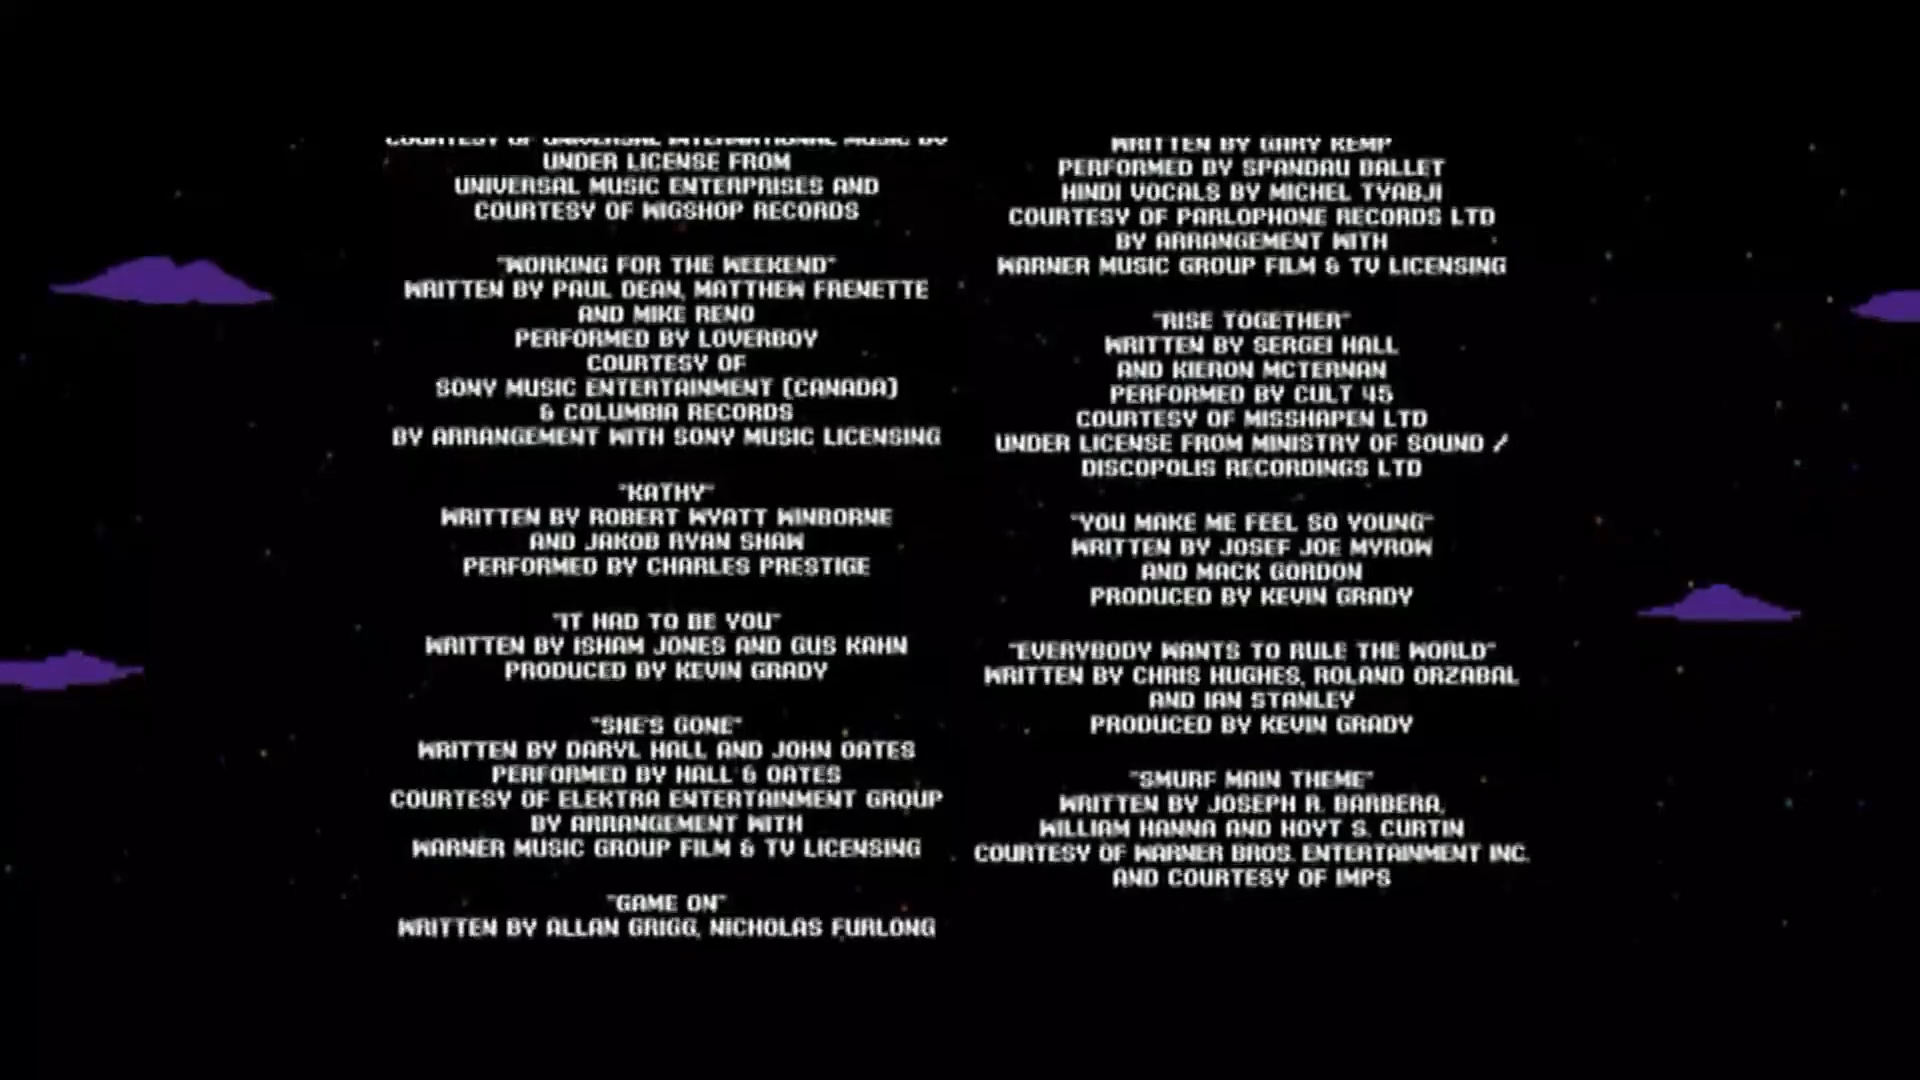 COURTESY OF UNIVERSAL INTERNATIONAL MUSIC BV
UNDER LICENSE FROM
UNIVERSAL MUSIC ENTERPRISES AND
COURTESY OF WIGSHOP RECORDS
"WORKING FOR THE WEEKEND"
WRITTEN BY PAUL DEAN, MATTHEW FRENETTE
AND MIKE RENO
PERFORMED BY LOVERBOY
COURTESY OF
SONY MUSIC ENTERTAINMENT (CANADA)
& COLUMBIA RECORDS
BY ARRANGEMENT WITH SONY MUSIC LICENSING
"KATHY"
WRITTEN BY ROBERT WYATT WINBORNE
AND JAKOB RYAN SHAW
PERFORMED BY CHARLES PRESTIGE
"IT HAD TO BE YOU"
WRITTEN BY ISHAM JONES AND GUS KAHN
PRODUCED BY KEVIN GRADY
"SHE'S GONE"
WRITTEN BY DARYL HALL AND JOHN OATES
PERFORMED BY HALL & OATES
COURTESY OF ELEKTRA ENTERTAINMENT GROUP
BY ARRANGEMENT WITH
WARNER MUSIC GROUP FILM & TV LICENSING
"GAME ON"
WRITTEN BY ALLAN GRIGG, NICHOLAS FURLONG
WRITTEN BY GARY KEMP
PERFORMED BY SPANDAU BALLET
HINDI VOCALS BY MICHEL TYABJI
COURTESY OF PARLOPHONE RECORDS LTD
BY ARRANGEMENT WITH
WARNER MUSIC GROUP FILM & TV LICENSING
"RISE TOGETHER"
WRITTEN BY SERGEI HALL
AND KIERON MCTERNAN
PERFORMED BY CULT 45
COURTESY OF MISSHAPEN LTD
UNDER LICENSE FROM MINISTRY OF SOUND /
DISCOPOLIS RECORDINGS LTD
"YOU MAKE ME FEEL SO YOUNG"
WRITTEN BY JOSEF JOE MYROW
AND MACK GORDON
PRODUCED BY KEVIN GRADY
"EVERYBODY WANTS TO RULE THE WORLD"
WRITTEN BY CHRIS HUGHES, ROLAND ORZABAL
AND IAN STANLEY
PRODUCED BY KEVIN GRADY
"SMURF MAIN THEME"
WRITTEN BY JOSEPH R. BARBERA,
WILLIAM HANNA AND HOYT S. CURTIN
COURTESY OF WARNER BROS. ENTERTAINMENT INC.
AND COURTESY OF IMPS